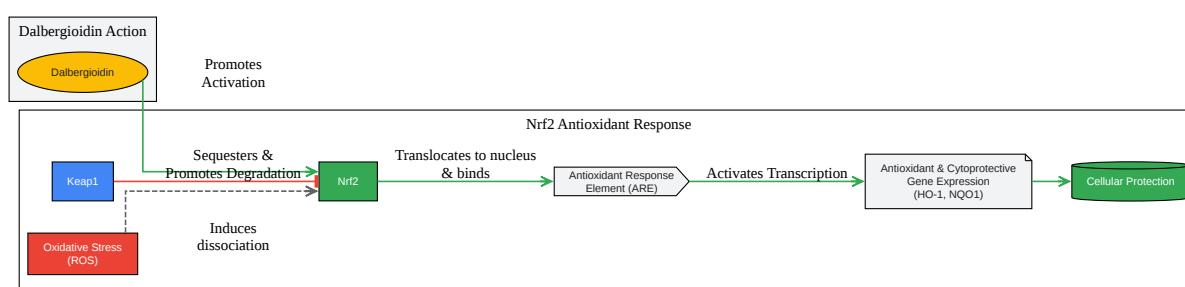 Dalbergioidin Action
Dalbergioidin
Promotes
Activation
Nrf2 Antioxidant Response
Keap1
Sequesters &
Promotes Degradation
Nrf2
Translocates to nucleus
& binds
Antioxidant Response
Element (ARE)
Activates Transcription
Antioxidant & Cytoprotective
Gene Expression
(HO-1, NQO1)
Cellular Protection
Oxidative Stress
(ROS)
Induces
dissociation